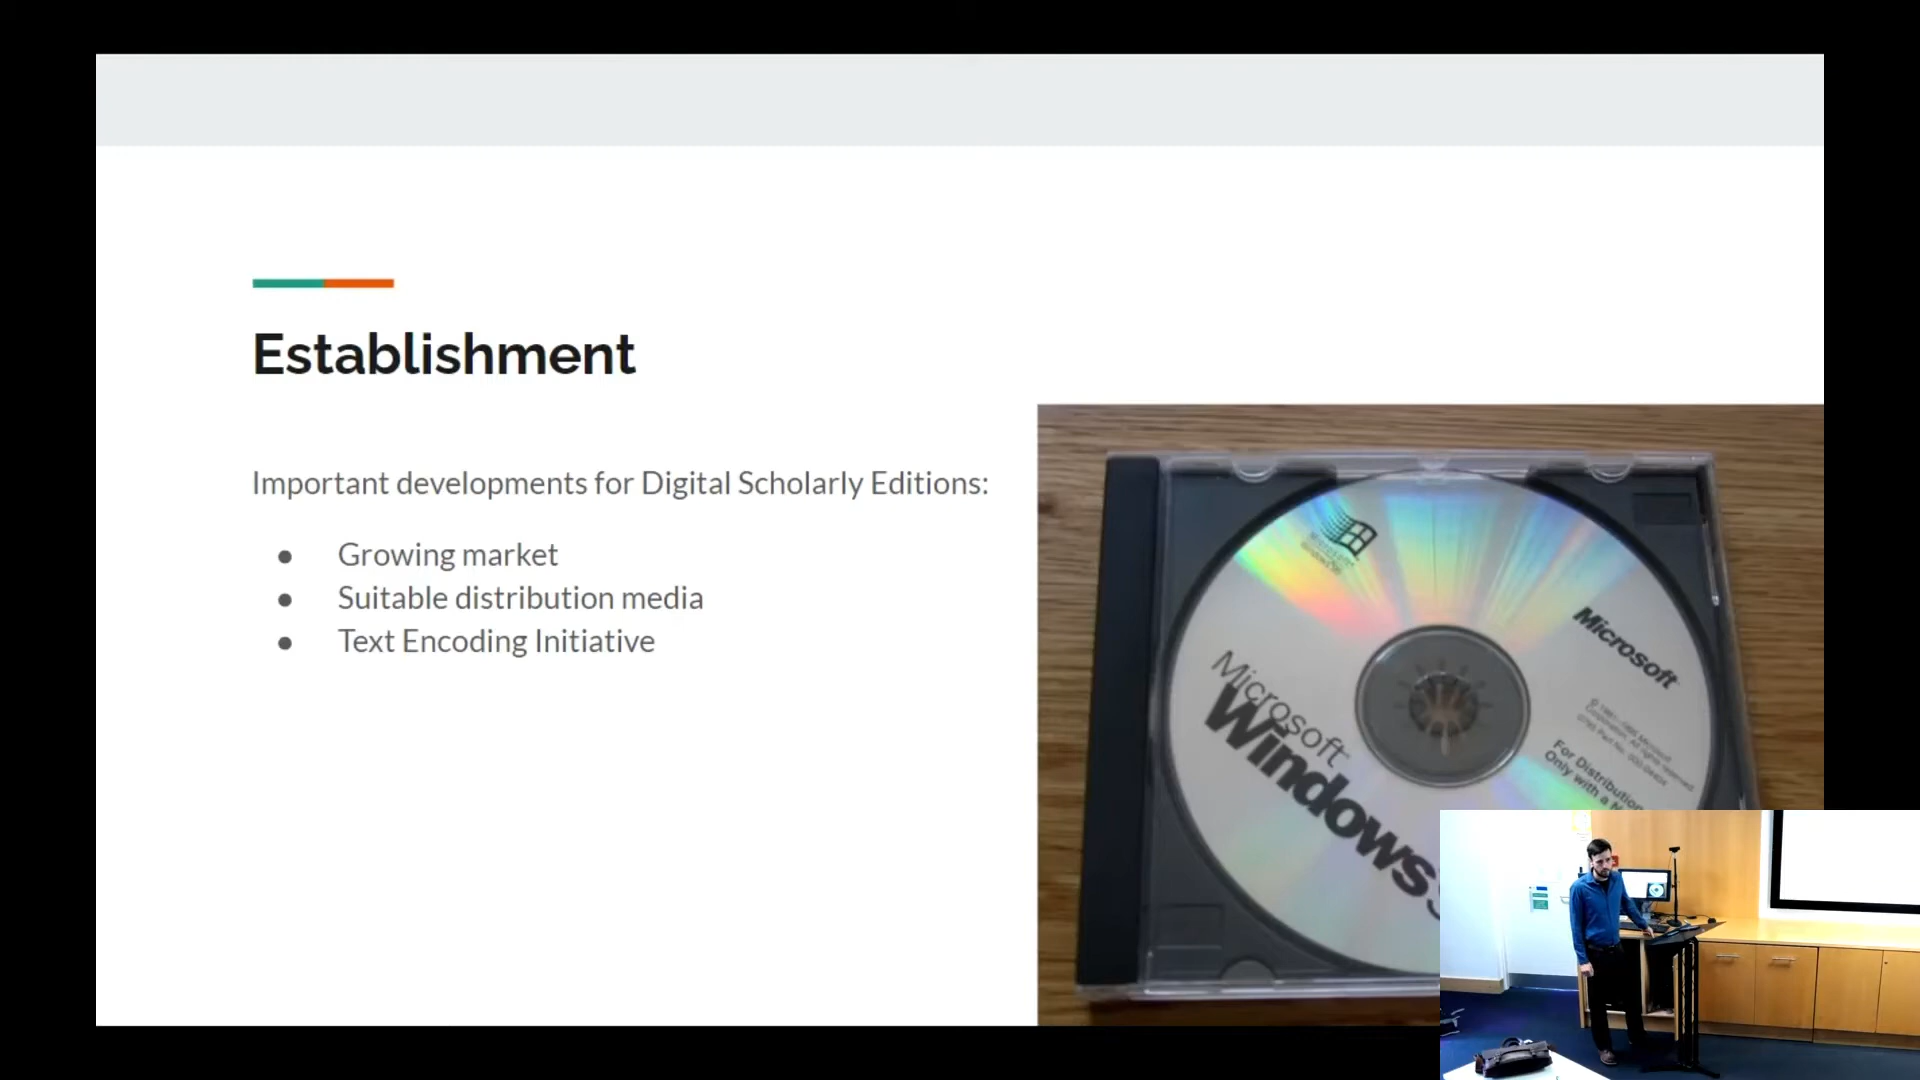 Establishment
Important developments for Digital Scholarly Editions:
● Growing market
● Suitable distribution media
● Text Encoding Initiative
Microsoft
Microsoft
Windows
For Distribution
Only with a